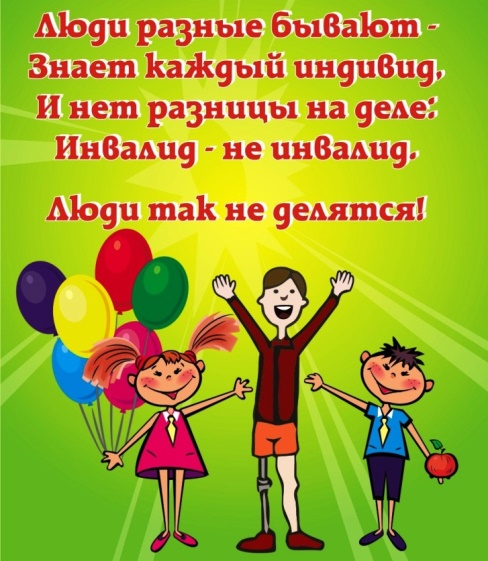 Люди разные бывают -
Знает каждый индивид,
И нет разницы на деле:
Инвалид - не инвалид.
Люди так не делятся!